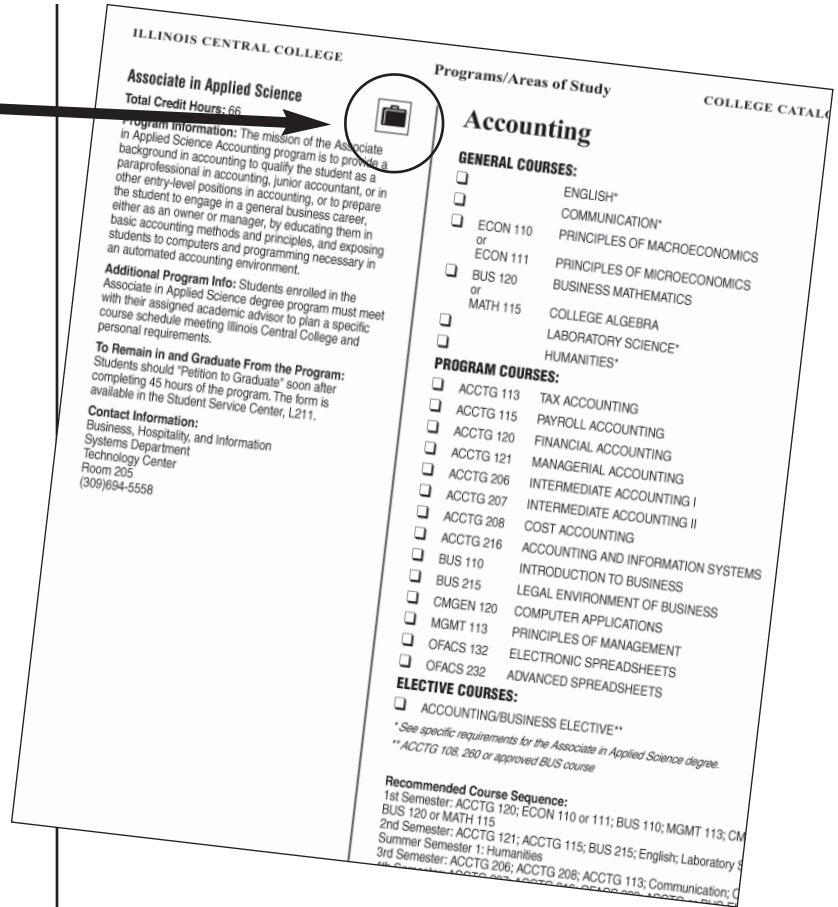 ILLINOIS CENTRAL COLLEGE
Programs/Areas of Study
COLLEGE
Associate in Applied Science
Total Credit Hours: 66
Program Information: The mission of the Associate
in Applied Science Accounting program is to provide a
background in accounting to qualify the student as a
paraprofessional in accounting, junior accountant, or in
other entry-level positions in accounting, or to prepare
the student to engage in a general business career,
either as an owner or manager, by educating them in
basic accounting methods and principles, and exposing
students to computers and programming necessary in
an automated accounting environment.
Additional Program Info: Students enrolled in the
Associate in Applied Science degree program must meet
with their assigned academic advisor to plan a specific
course schedule meeting Illinois Central College and
personal requirements.
To Remain in and Graduate From the Program:
Students should "Petition to Graduate" soon after
completing 45 hours of the program. The form is
available in the Student Service Center, L211.
Contact Information:
Business, Hospitality, and Information
Systems Department
Technology Center
Room 205
(309)694-5558
Accounting
GENERAL COURSES:
❏ ENGLISH*
❏ COMMUNICATION*
❏ ECON 110 PRINCIPLES OF MACROECONOMICS
or
ECON 111 PRINCIPLES OF MICROECONOMICS
❏ BUS 120 BUSINESS MATHEMATICS
or
MATH 115 COLLEGE ALGEBRA
❏ LABORATORY SCIENCE*
❏ HUMANITIES*
PROGRAM COURSES:
❏ ACCTG 113 TAX ACCOUNTING
❏ ACCTG 115 PAYROLL ACCOUNTING
❏ ACCTG 120 FINANCIAL ACCOUNTING
❏ ACCTG 121 MANAGERIAL ACCOUNTING
❏ ACCTG 206 INTERMEDIATE ACCOUNTING I
❏ ACCTG 207 INTERMEDIATE ACCOUNTING II
❏ ACCTG 208 COST ACCOUNTING
❏ ACCTG 216 ACCOUNTING AND INFORMATION SYSTEMS
❏ BUS 110 INTRODUCTION TO BUSINESS
❏ BUS 215 LEGAL ENVIRONMENT OF BUSINESS
❏ CMGEN 120 COMPUTER APPLICATIONS
❏ MGMT 113 PRINCIPLES OF MANAGEMENT
❏ OFACS 132 ELECTRONIC SPREADSHEETS
❏ OFACS 232 ADVANCED SPREADSHEETS
ELECTIVE COURSES:
❏ ACCOUNTING/BUSINESS ELECTIVE**
* See specific requirements for the Associate in Applied Science degree.
** ACCTG 108, 260 or approved BUS course
Recommended Course Sequence:
1st Semester: ACCTG 120; ECON 110 or 111; BUS 110; MGMT 113;
BUS 120 or MATH 115
2nd Semester: ACCTG 121; ACCTG 115; BUS 215; English; Laboratory
Summer Semester 1: Humanities
3rd Semester: ACCTG 206; ACCTG 208; ACCTG 113; Communication;